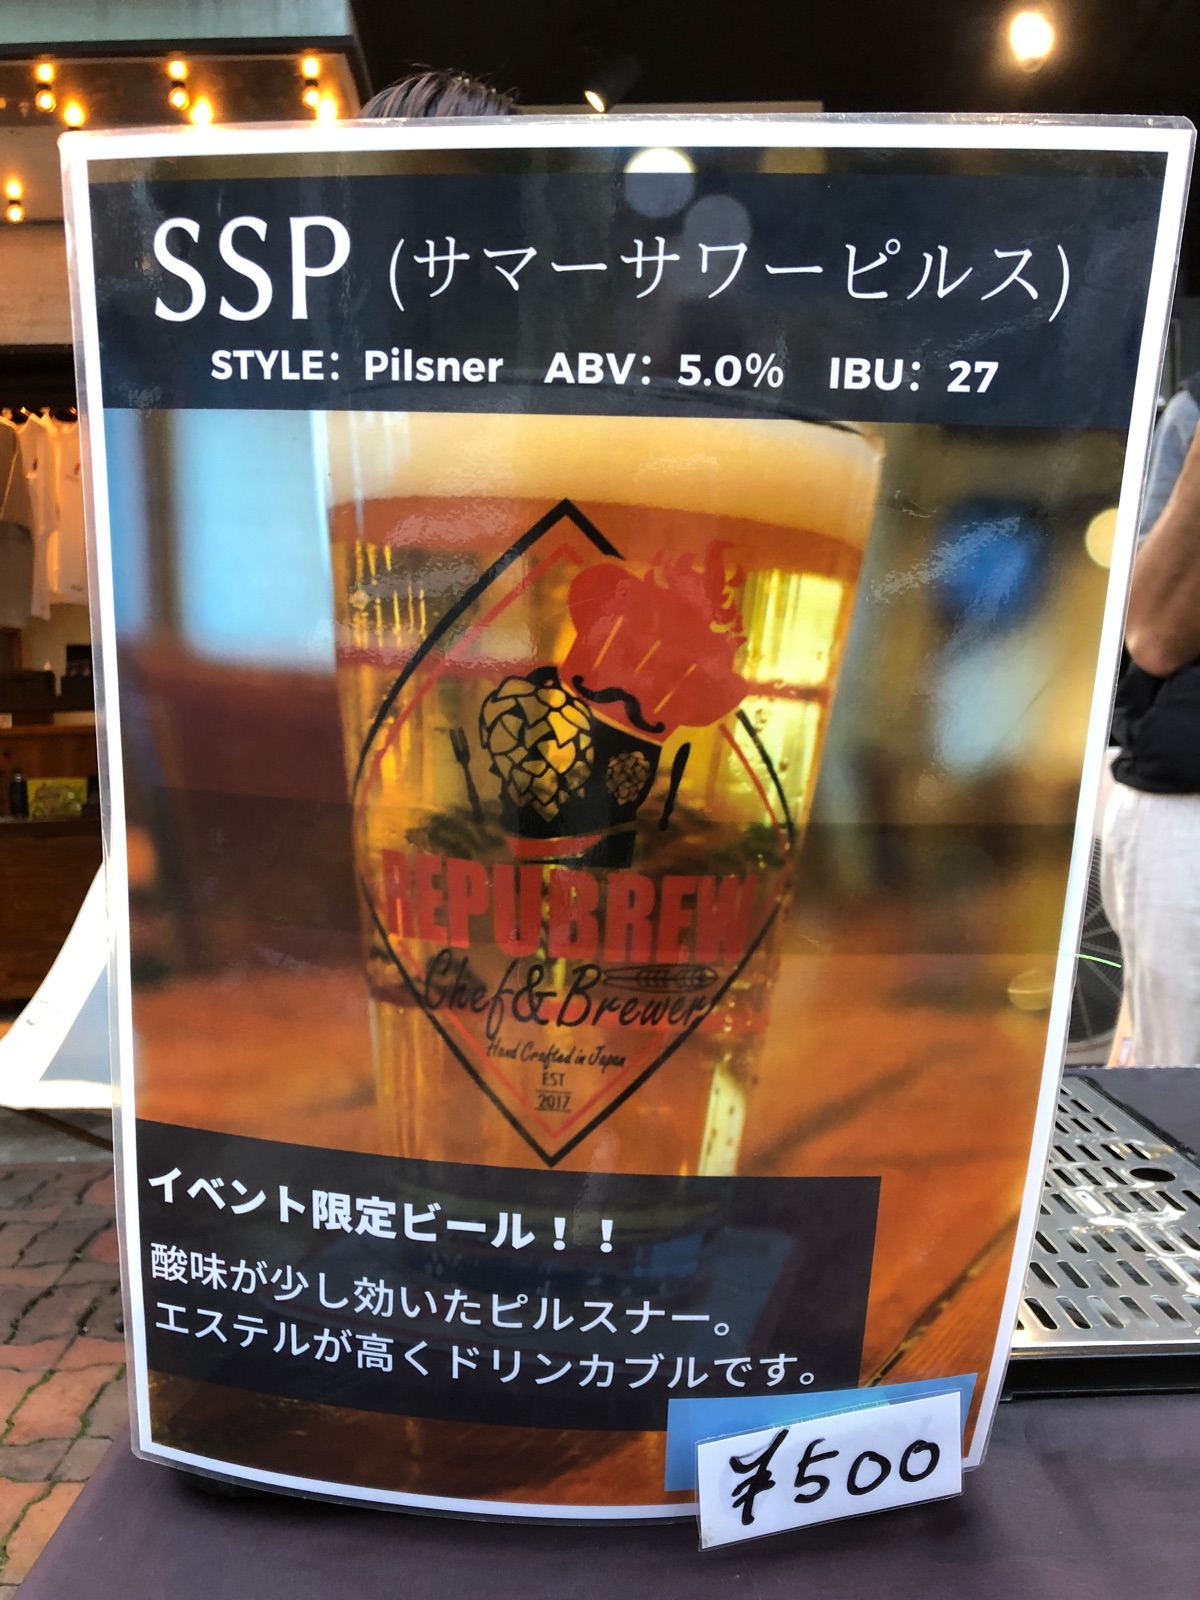 SSP (サマーサワーピルス)
STYLE: Pilsner ABV: 5.0% IBU: 27
REPUBREW
Chef & Brewer
Hand Crafted in Japan
EST
2017
イベント限定ビール！！
酸味が少し効いたピルスナー。
エステルが高くドリンカブルです。
¥500